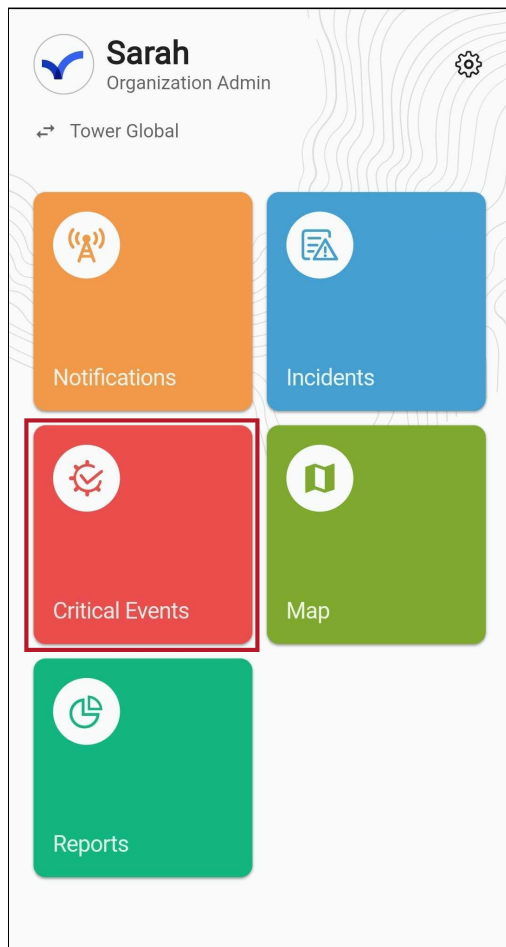 Sarah
Organization Admin
Tower Global
Notifications
Incidents
Critical Events
Map
Reports